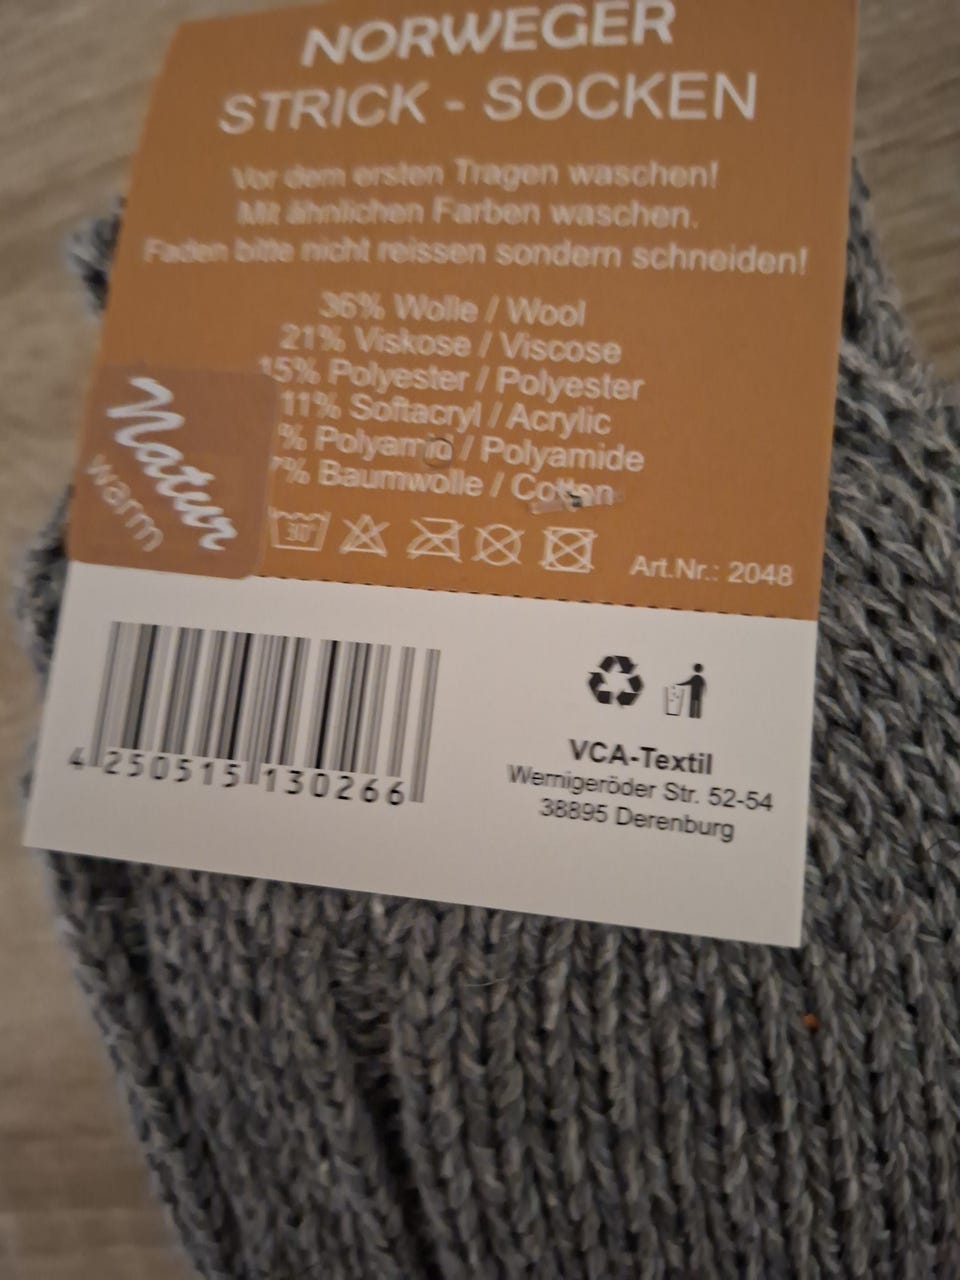 NORWEGER
STRICK - SOCKEN
Vor dem ersten Tragen waschen!
Mit ähnlichen Farben waschen.
Faden bitte nicht reissen sondern schneiden!
36% Wolle / Wool
21% Viskose / Viscose
15% Polyester / Polyester
11% Softacryl / Acrylic
% Polyamid / Polyamide
7% Baumwolle / Cotton
Natur
warm
30°
Art.Nr.: 2048
4 250515 130266
VCA-Textil
Wernigeröder Str. 52-54
38895 Derenburg